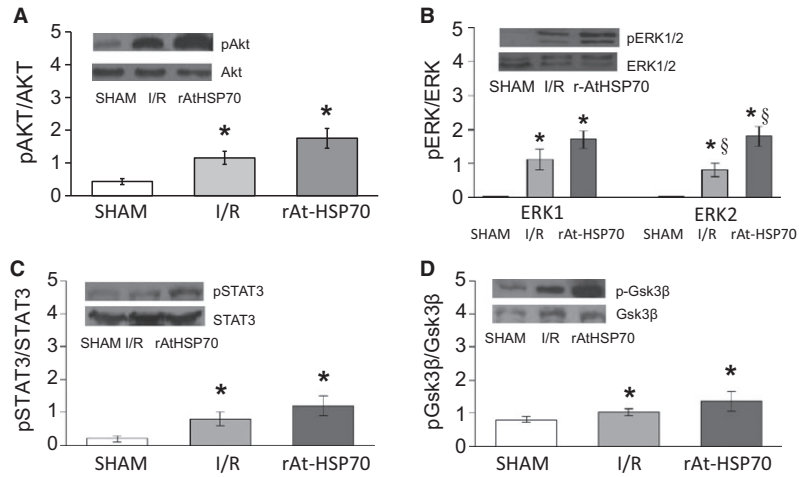 A
5
4
3
2
1
0
pAKT/AKT
pAkt
Akt
SHAM I/R rAtHSP70
*
*
SHAM I/R rAt-HSP70
B
5
4
3
2
1
0
pERK/ERK
pERK1/2
ERK1/2
SHAM I/R r-AtHSP70
* *
* § * §
ERK1 ERK2
SHAM I/R rAt-HSP70 SHAM I/R rAt-HSP70
C
5
4
3
2
1
0
pSTAT3/STAT3
pSTAT3
STAT3
SHAM I/R rAtHSP70
*
*
SHAM I/R rAt-HSP70
D
5
4
3
2
1
0
pGsk3β/Gsk3β
p-Gsk3β
Gsk3β
SHAM I/R rAtHSP70
*
*
SHAM I/R rAt-HSP70